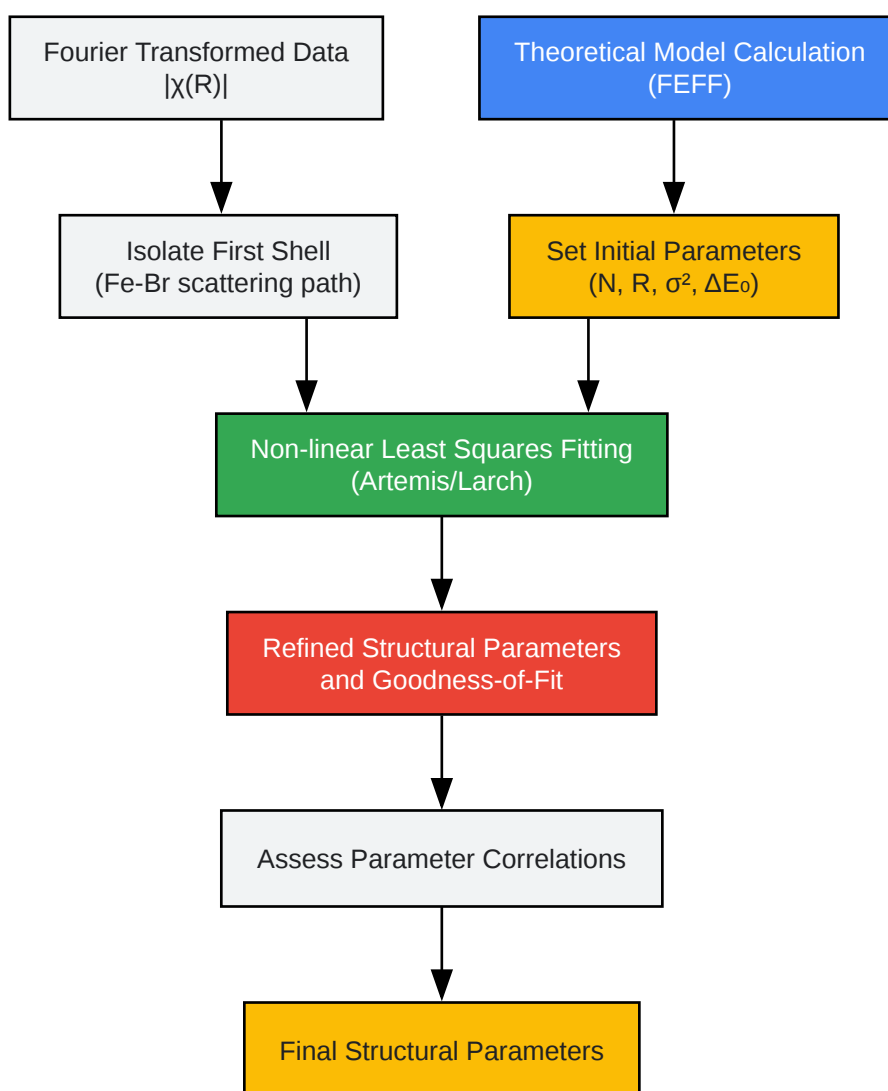 Fourier Transformed Data
|χ(R)|
Theoretical Model Calculation
(FEFF)
Isolate First Shell
(Fe-Br scattering path)
Set Initial Parameters
(N, R, σ², ΔE₀)
Non-linear Least Squares Fitting
(Artemis/Larch)
Refined Structural Parameters
and Goodness-of-Fit
Assess Parameter Correlations
Final Structural Parameters